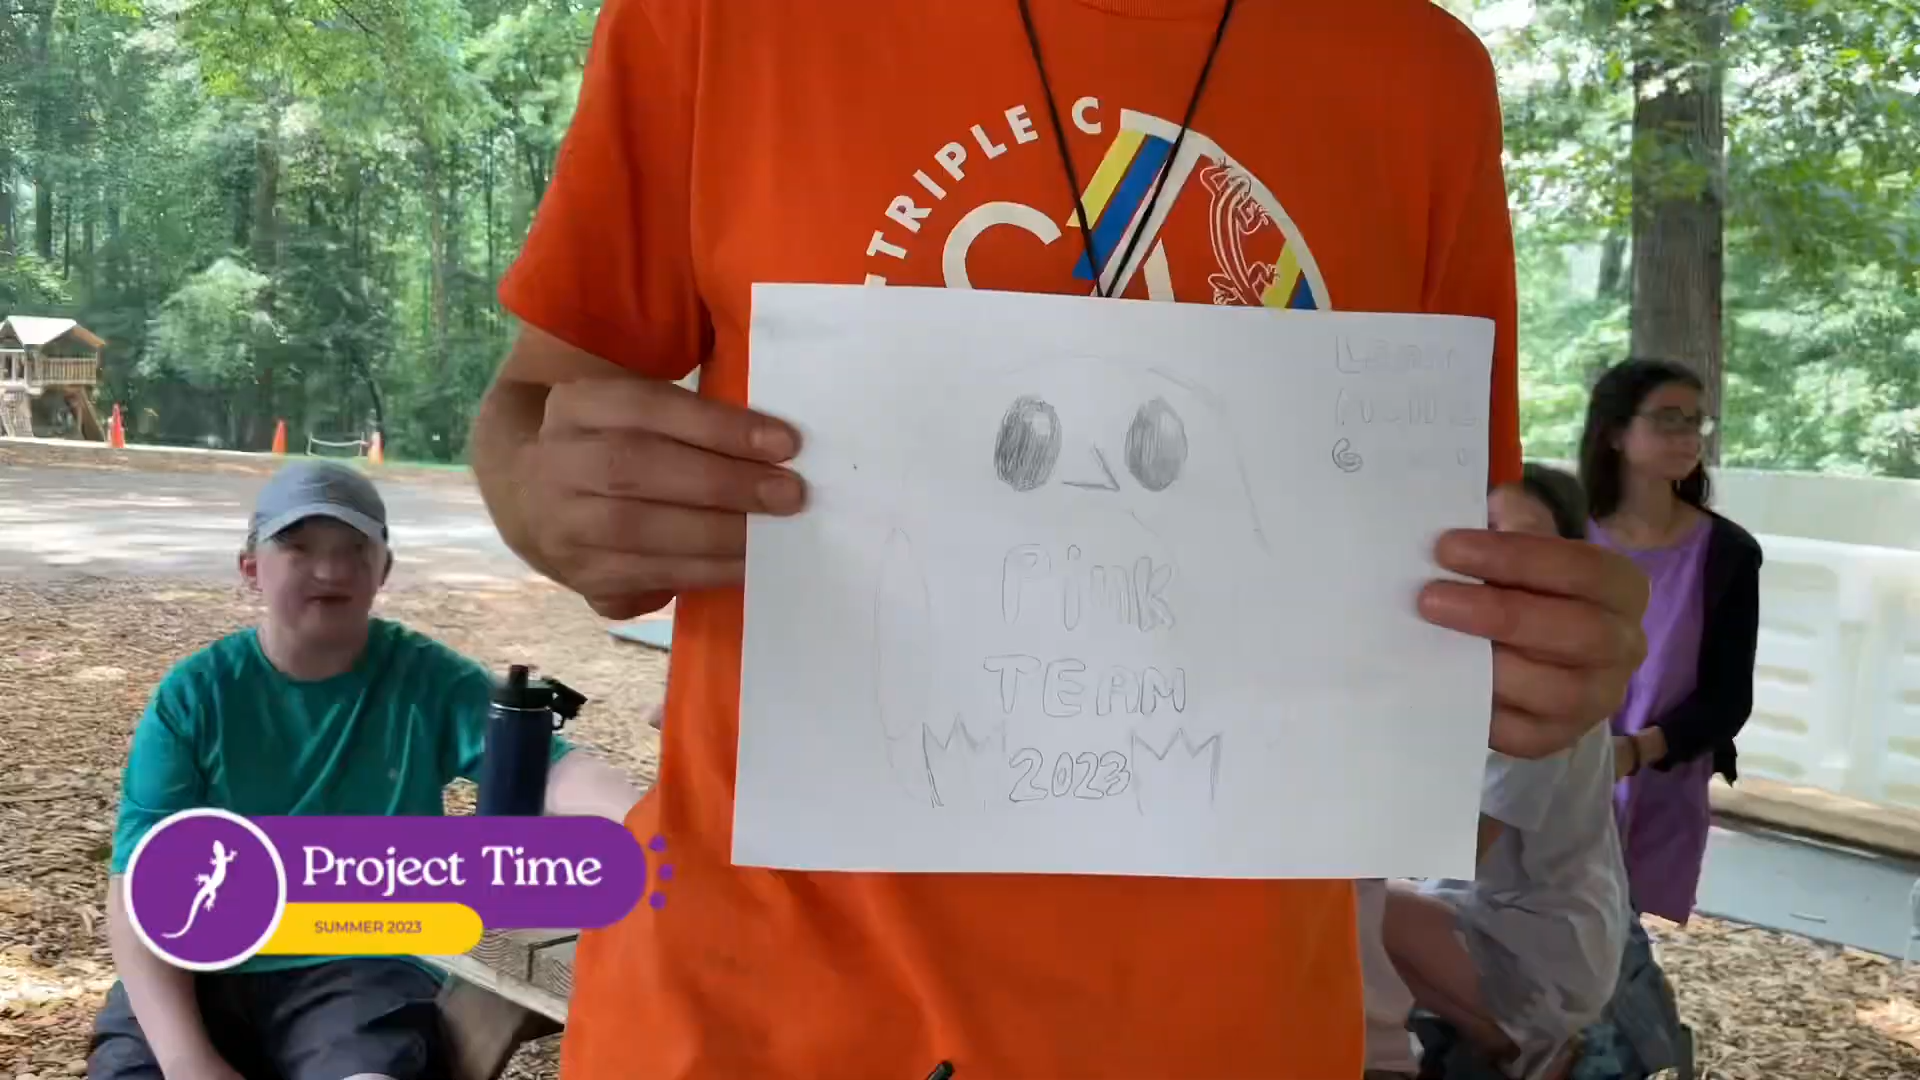 TRIPLE C
Pink
TEAM
2023
Project Time
SUMMER 2023